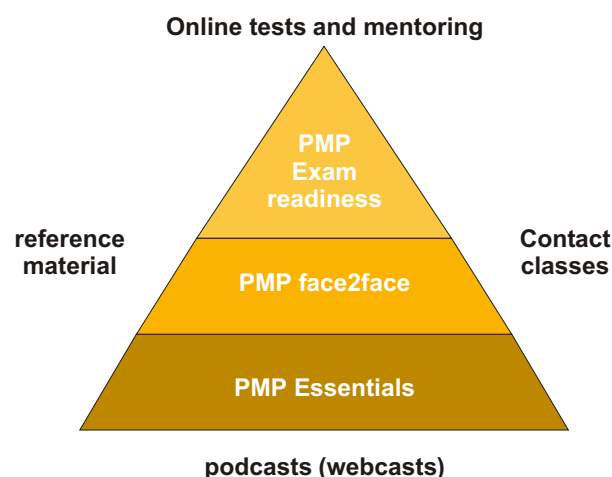 Online tests and mentoring
PMP
Exam
readiness
reference
material
Contact
classes
PMP face2face
PMP Essentials
podcasts (webcasts)